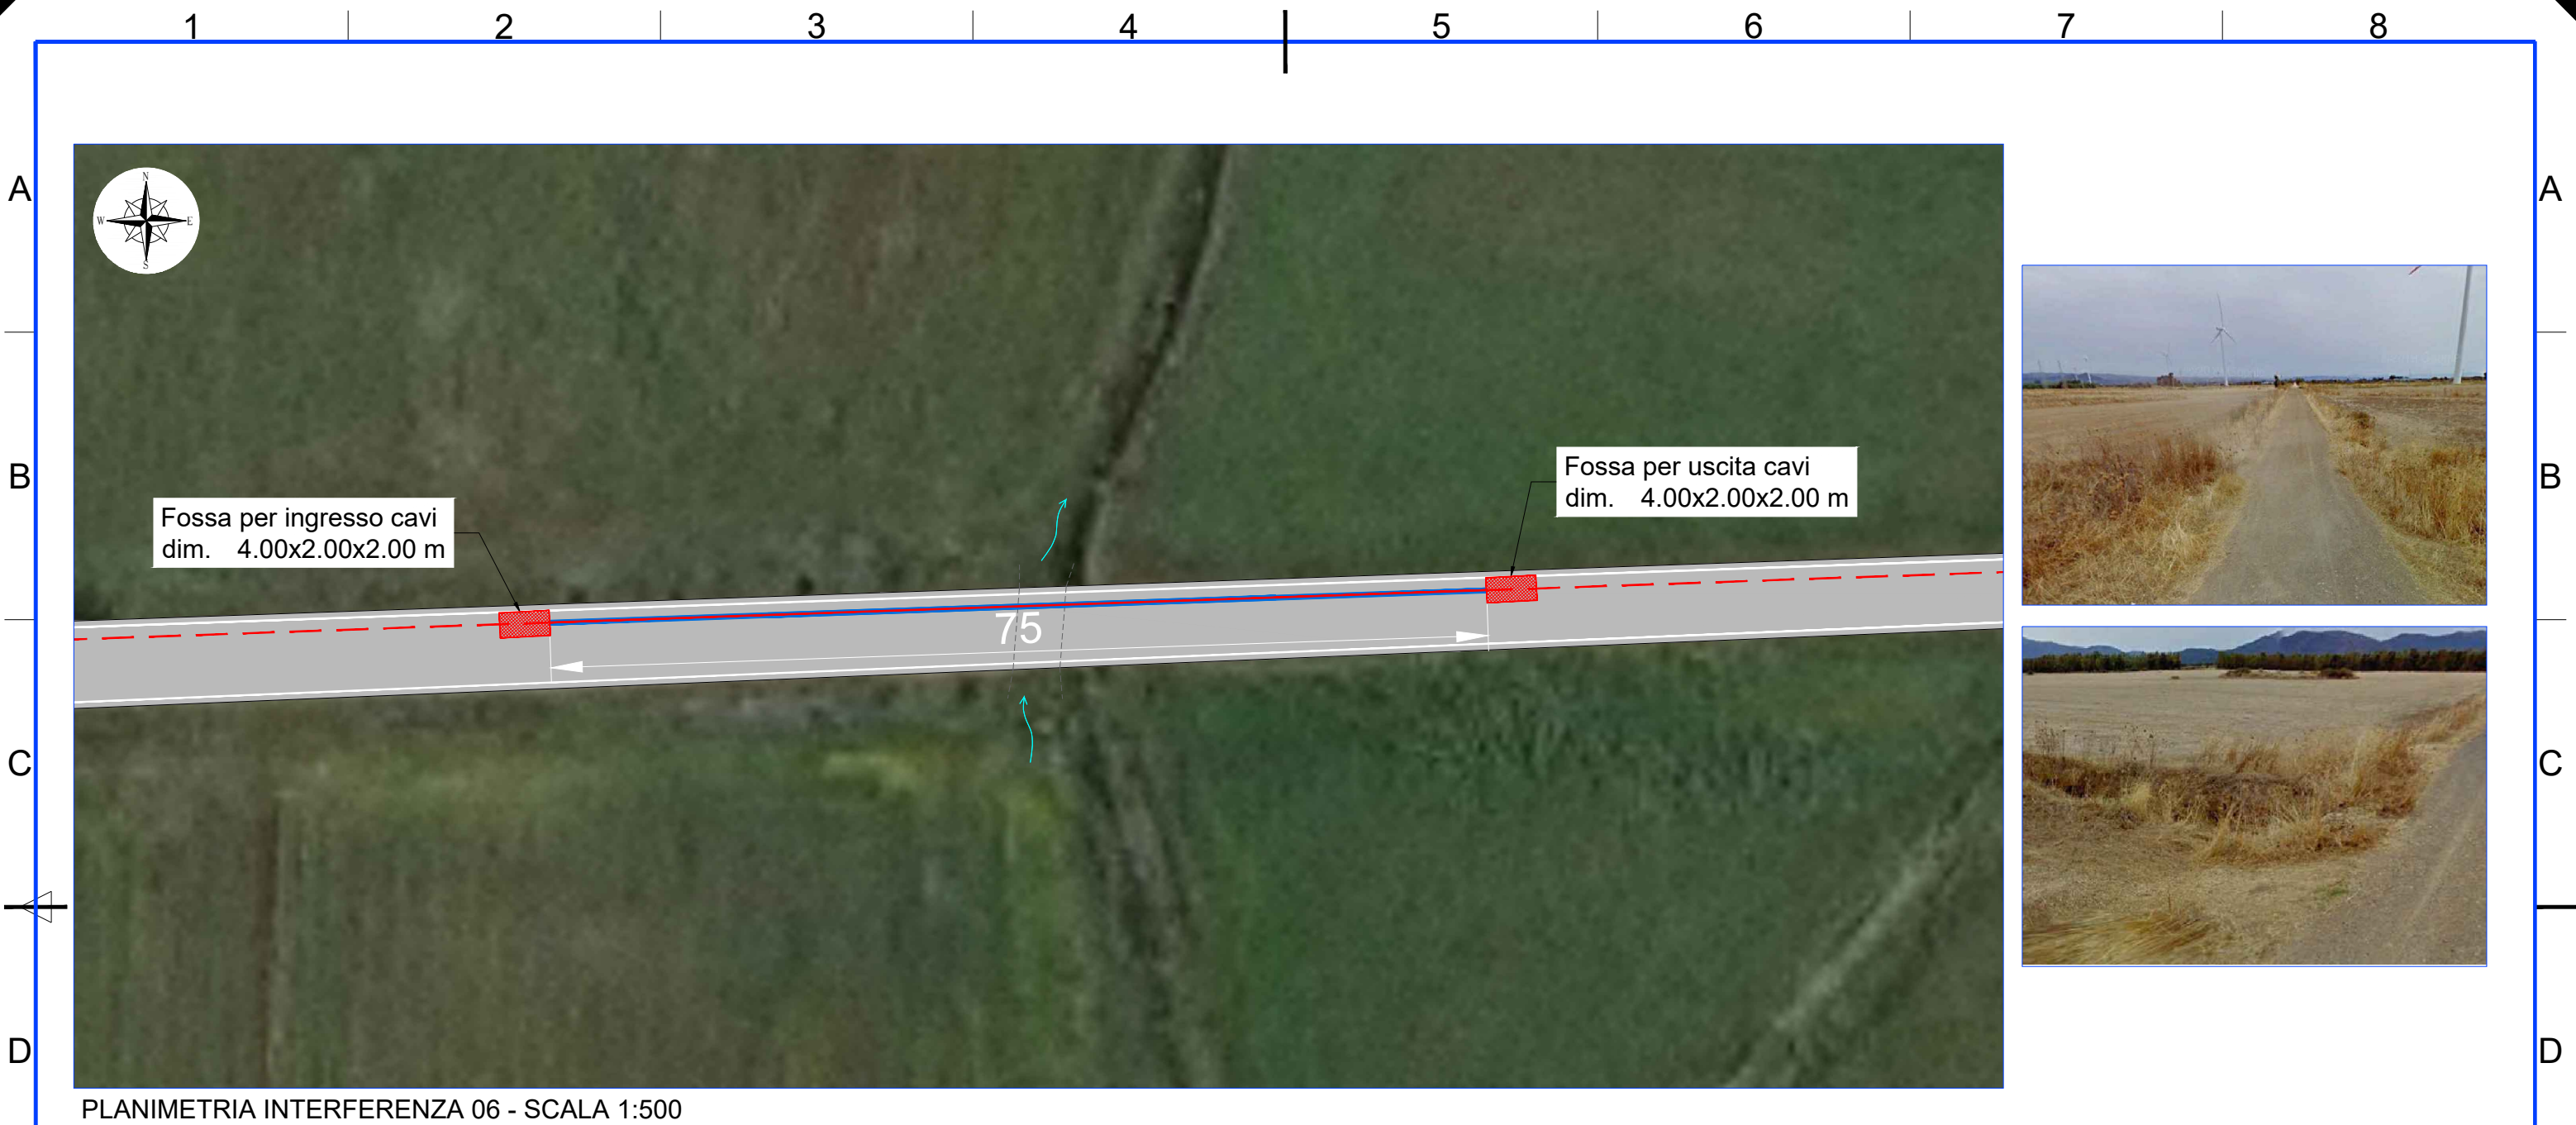 1 2 3 4 5 6 7 8
A A
N
W E
S
B B
Fossa per uscita cavi
dim. 4.00x2.00x2.00 m
Fossa per ingresso cavi
dim. 4.00x2.00x2.00 m
75
C C
D D
PLANIMETRIA INTERFERENZA 06 - SCALA 1:500